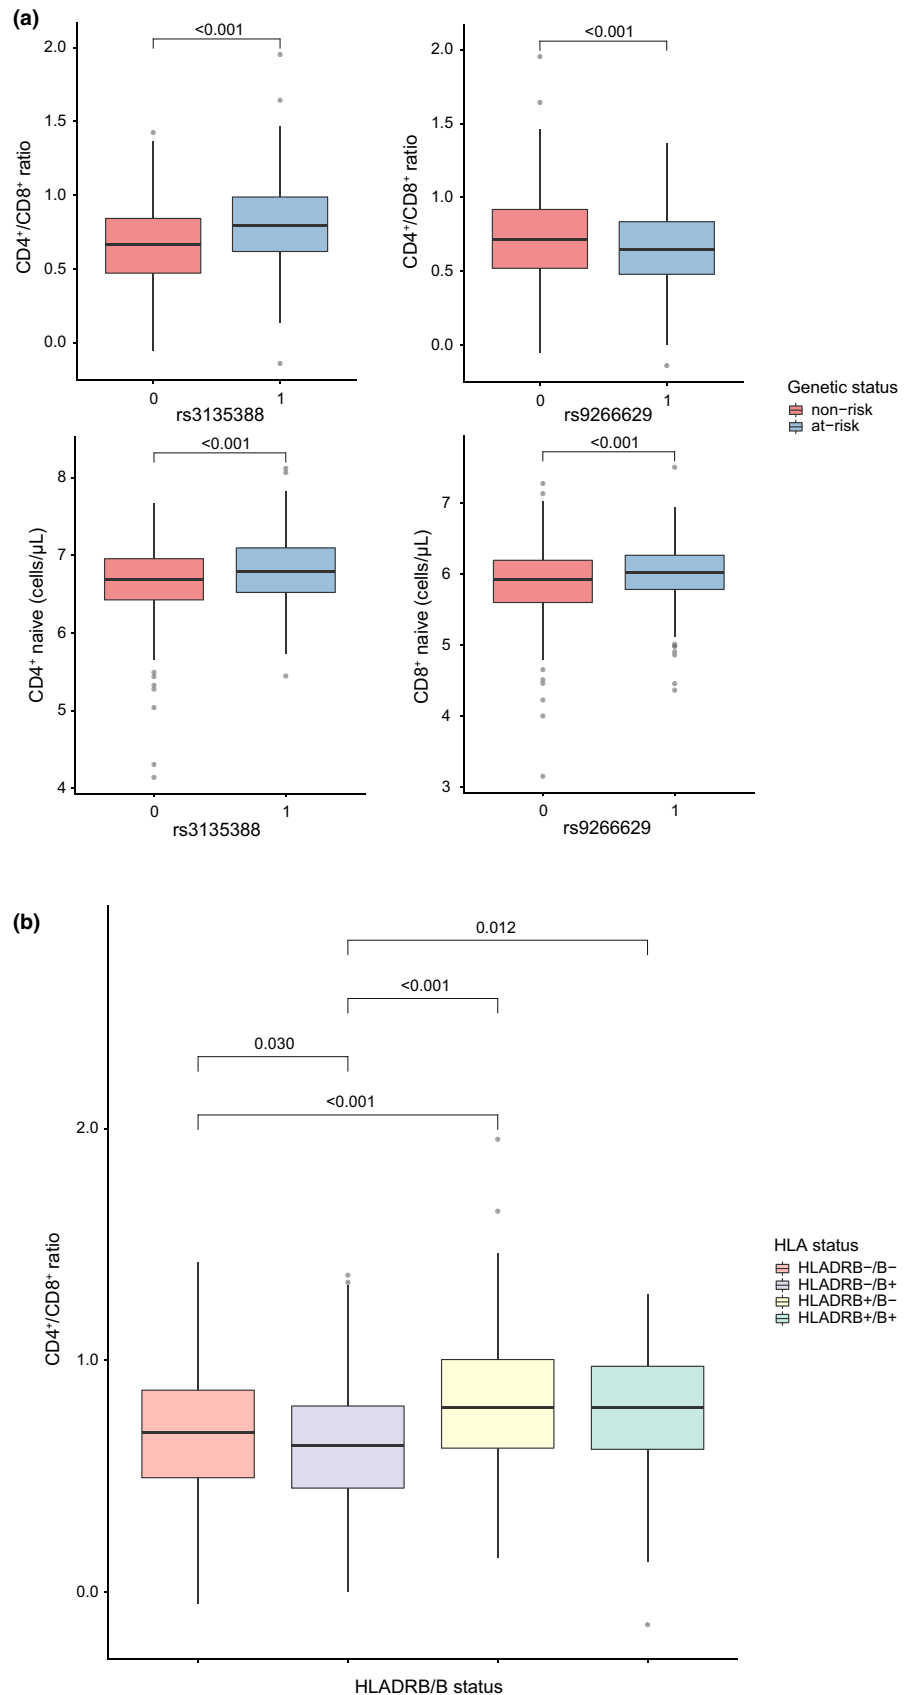 (a)
<0.001
2.0
1.5
1.0
0.5
0.0
CD4⁺/CD8⁺ ratio
0
1
rs3135388
<0.001
2.0
1.5
1.0
0.5
0.0
CD4⁺/CD8⁺ ratio
0
1
rs9266629
Genetic status
non−risk
at−risk
<0.001
8
7
6
5
4
CD4⁺ naive (cells/μL)
0
1
rs3135388
<0.001
7
6
5
4
3
CD8⁺ naive (cells/μL)
0
1
rs9266629
(b)
0.012
<0.001
0.030
<0.001
2.0
1.0
0.0
CD4⁺/CD8⁺ ratio
HLADRB/B status
HLA status
HLADRB−/B−
HLADRB−/B+
HLADRB+/B−
HLADRB+/B+